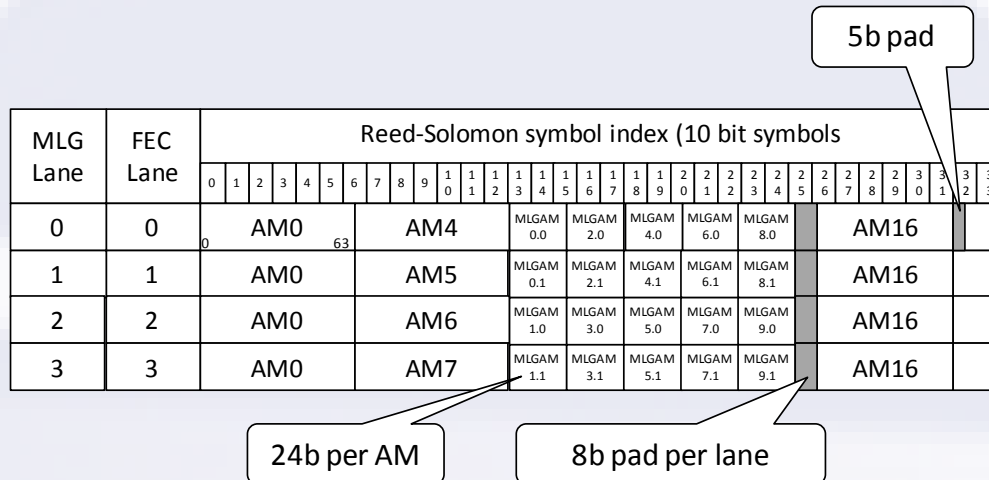 5b pad
MLG Lane FEC Lane Reed-Solomon symbol index (10 bit symbols
0 1 2 3 4 5 6 7 8 9 10 11 12 13 14 15 16 17 18 19 20 21 22 23 24 25 26 27 28 29 30 31 32
0 0 0 AM0 63 AM4 MLGAM 0.0 MLGAM 2.0 MLGAM 4.0 MLGAM 6.0 MLGAM 8.0 AM16
1 1 AM0 AM5 MLGAM 0.1 MLGAM 2.1 MLGAM 4.1 MLGAM 6.1 MLGAM 8.1 AM16
2 2 AM0 AM6 MLGAM 1.0 MLGAM 3.0 MLGAM 5.0 MLGAM 7.0 MLGAM 9.0 AM16
3 3 AM0 AM7 MLGAM 1.1 MLGAM 3.1 MLGAM 5.1 MLGAM 7.1 MLGAM 9.1 AM16
24b per AM 8b pad per lane